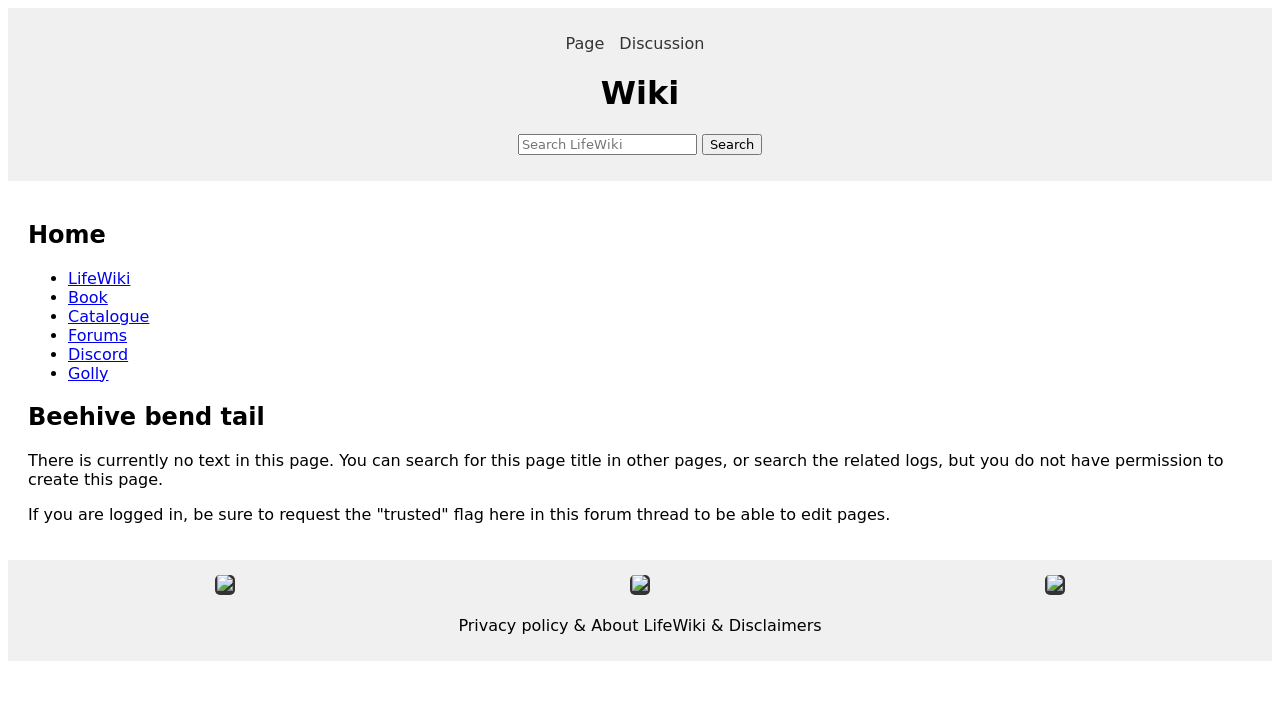 Page Discussion
Wiki
Search LifeWiki Search
Home
LifeWiki
Book
Catalogue
Forums
Discord
Golly
Beehive bend tail
There is currently no text in this page. You can search for this page title in other pages, or search the related logs, but you do not have permission to
create this page.
If you are logged in, be sure to request the "trusted" flag here in this forum thread to be able to edit pages.
Privacy policy & About LifeWiki & Disclaimers